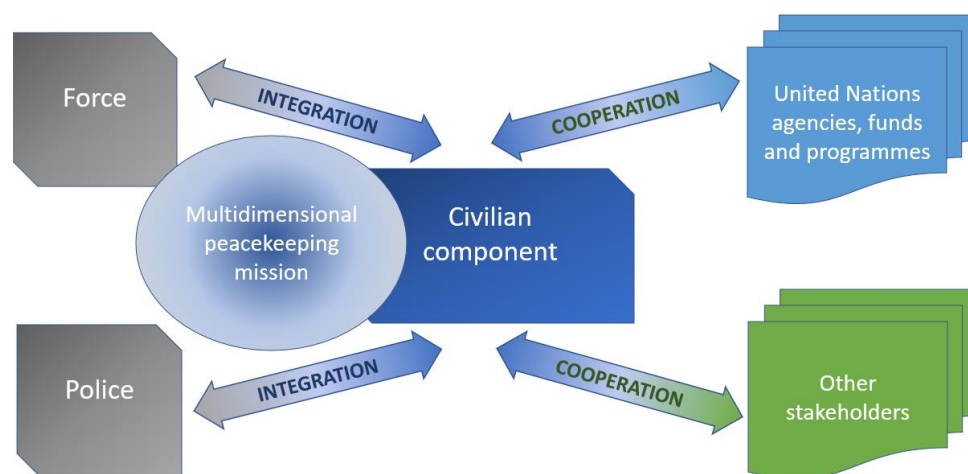 Force
INTEGRATION
COOPERATION
United Nations
agencies, funds
and programmes
Multidimensional
peacekeeping
mission
Civilian
component
Police
INTEGRATION
COOPERATION
Other
stakeholders